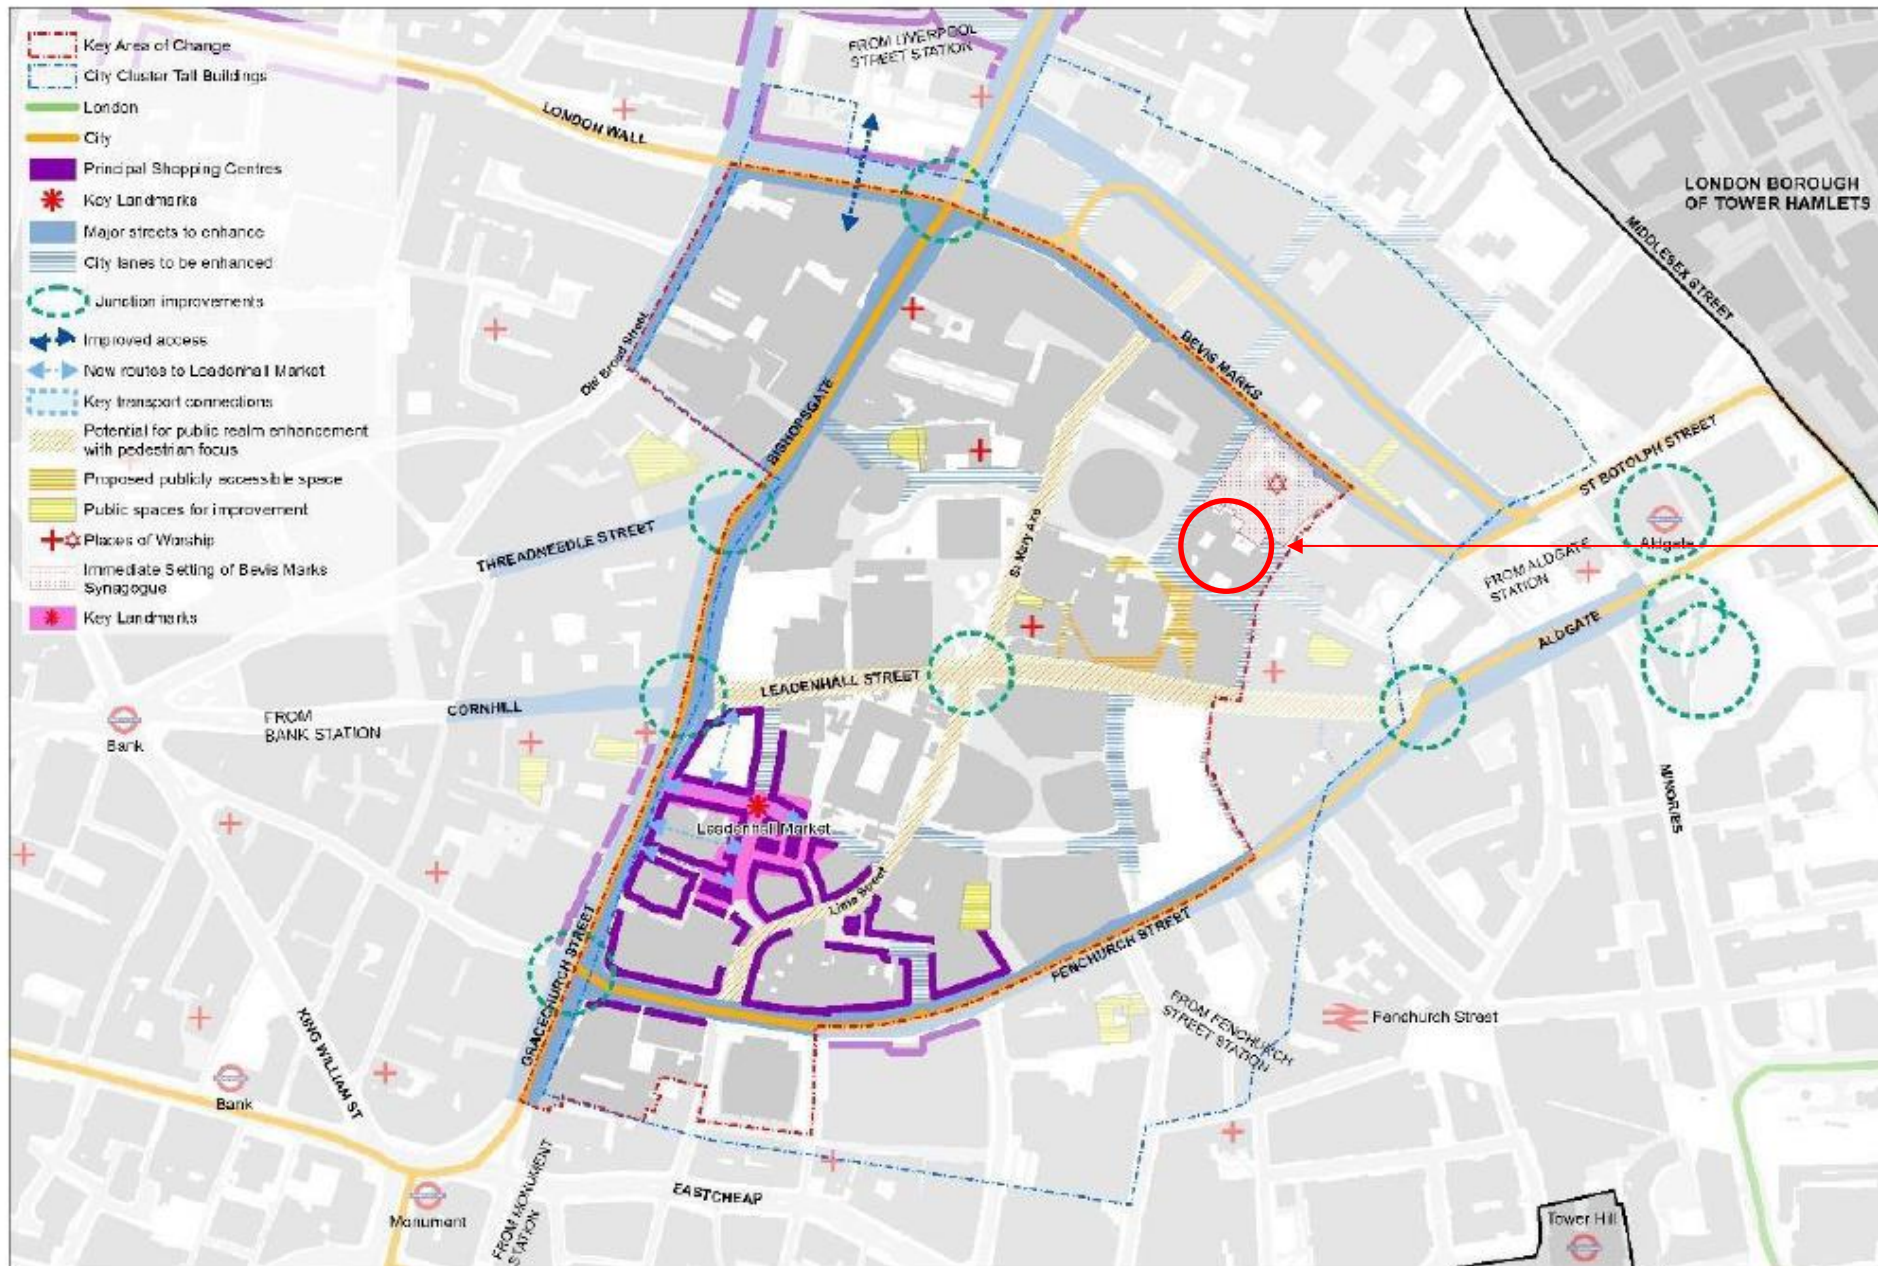 Key Area of Change
City Cluster Tall Buildings
London
City
Principal Shopping Centres
Key Landmarks
Major streets to enhance
City lanes to be enhanced
Junction improvements
Improved access
New routes to Leadenhall Market
Key transport connections
Potential for public realm enhancement
with pedestrian focus
Proposed publicly accessible space
Public spaces for improvement
Places of Worship
Immediate Setting of Bevis Marks
Synagogue
Key Landmarks
FROM LIVERPOOL
STREET STATION
LONDON WALL
LONDON BOROUGH
OF TOWER HAMLETS
MIDDLESEX STREET
Old Broad Street
BISHOPSGATE
BEVIS MARKS
ST BOTOLPH STREET
THREADNEEDLE STREET
St Mary Axe
Aldgate
FROM ALDGATE
STATION
ALDGATE
LEADENHALL STREET
CORNHILL
FROM
BANK STATION
Bank
MINORIES
Leadenhall Market
Lime Street
FENCHURCH STREET
GRACECHURCH STREET
FROM FENCHURCH
STREET STATION
Fenchurch Street
KING WILLIAM ST
Bank
Monument
FROM MONUMENT
STATION
EASTCHEAP
Tower Hill